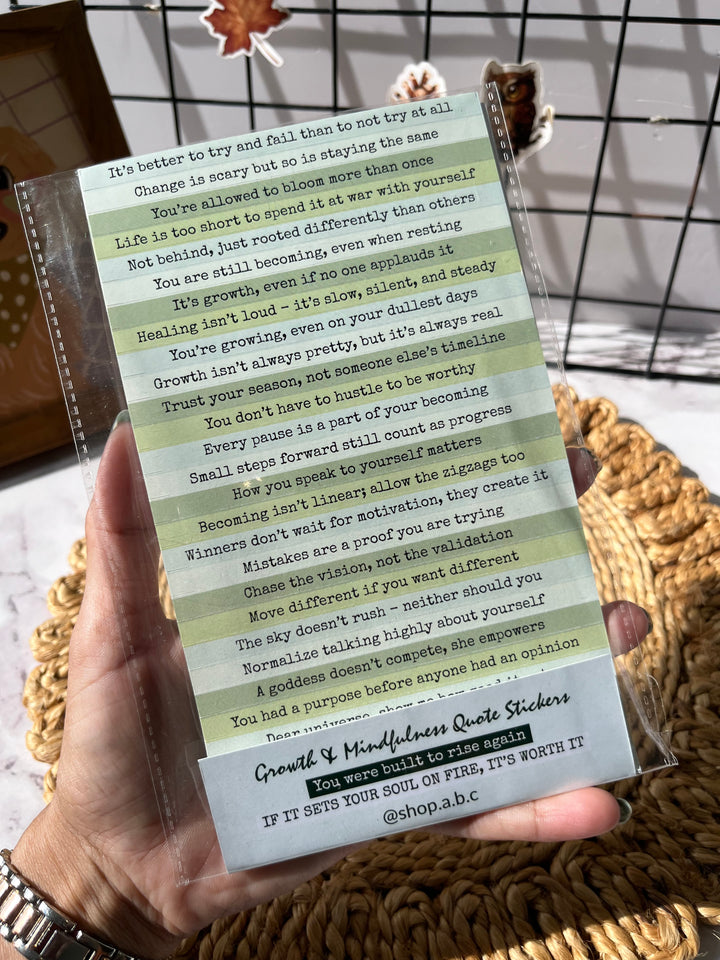 It's better to try and fail than to not try at all
Change is scary but so is staying the same
You're allowed to bloom more than once
Life is too short to spend it at war with yourself
Not behind, just rooted differently than others
You are still becoming, even when resting
It's growth, even if no one applauds it
Healing isn't loud – it's slow, silent, and steady
You're growing, even on your dullest days
Growth isn't always pretty, but it's always real
Trust your season, not someone else's timeline
You don't have to hustle to be worthy
Every pause is a part of your becoming
Small steps forward still count as progress
How you speak to yourself matters
Becoming isn't linear; allow the zigzags too
Winners don't wait for motivation, they create it
Mistakes are a proof you are trying
Chase the vision, not the validation
Move different if you want different
The sky doesn't rush – neither should you
Normalize talking highly about yourself
A goddess doesn't compete, she empowers
You had a purpose before anyone had an opinion
Dear universe, show me how good it
Growth & Mindfulness Quote Stickers
You were built to rise again
IF IT SETS YOUR SOUL ON FIRE, IT'S WORTH IT
@shop.a.b.c